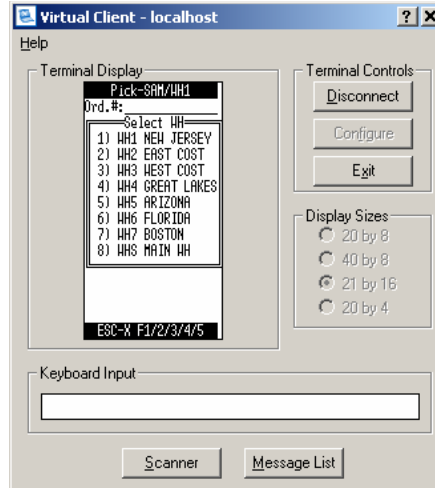 Virtual Client - localhost
Help
Terminal Display
Pick-SAM/WH1
Ord.#:
Select WH
1) WH1 NEW JERSEY
2) WH2 EAST COST
3) WH3 WEST COST
4) WH4 GREAT LAKES
5) WH5 ARIZONA
6) WH6 FLORIDA
7) WH7 BOSTON
8) WHS MAIN WH
ESC-X F1/2/3/4/5
Terminal Controls
Disconnect
Configure
Exit
Display Sizes
20 by 8
40 by 8
21 by 16
20 by 4
Keyboard Input
Scanner
Message List